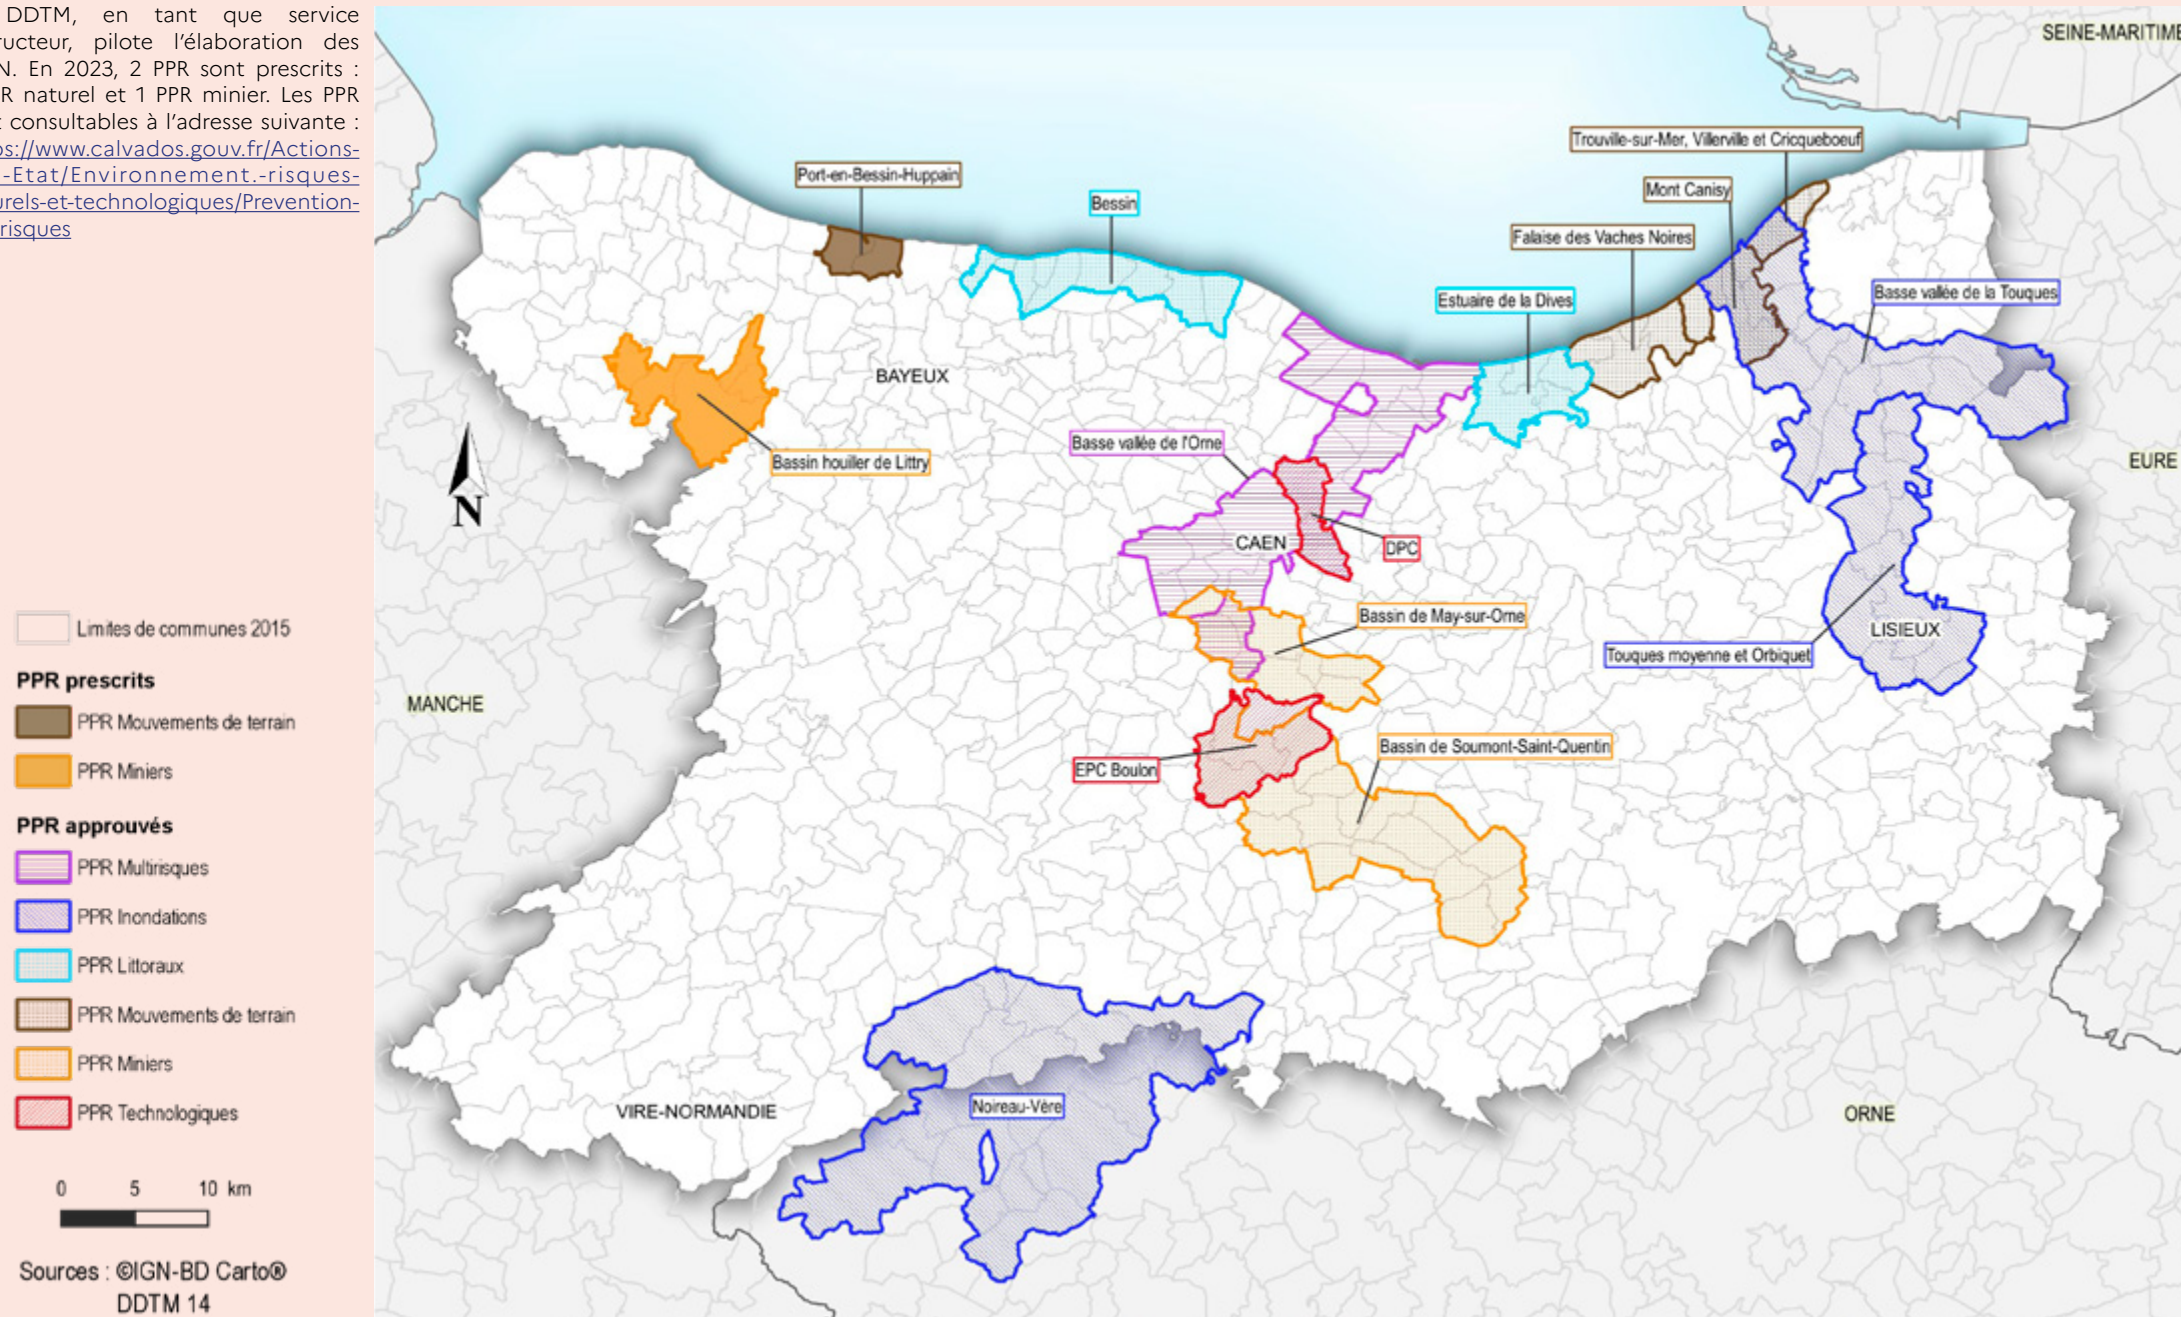 DDTM, en tant que service
ructeur, pilote l'élaboration des
N. En 2023, 2 PPR sont prescrits :
R naturel et 1 PPR minier. Les PPR
t consultables à l'adresse suivante :
os://www.calvados.gouv.fr/Actions-
-Etat/Environnement.-risques-
urels-et-technologiques/Prevention-
risques
SEINE-MARITIME
Trouville-sur-Mer, Villerville et Cricqueboeuf
Port-en-Bessin-Huppain
Mont Canisy
Bessin
Falaise des Vaches Noires
Basse vallée de la Touques
Estuaire de la Dives
BAYEUX
Basse vallée de l'Orne
Bassin houiller de Littry
EURE
N
CAEN
DPC
Bassin de May-sur-Orne
LISIEUX
Touques moyenne et Orbiquet
MANCHE
Bassin de Soumont-Saint-Quentin
EPC Boulon
Noireau-Vère
VIRE-NORMANDIE
ORNE
Limites de communes 2015
PPR prescrits
PPR Mouvements de terrain
PPR Miniers
PPR approuvés
PPR Multirisques
PPR Inondations
PPR Littoraux
PPR Mouvements de terrain
PPR Miniers
PPR Technologiques
0 5 10 km
Sources : ©IGN-BD Carto®
DDTM 14